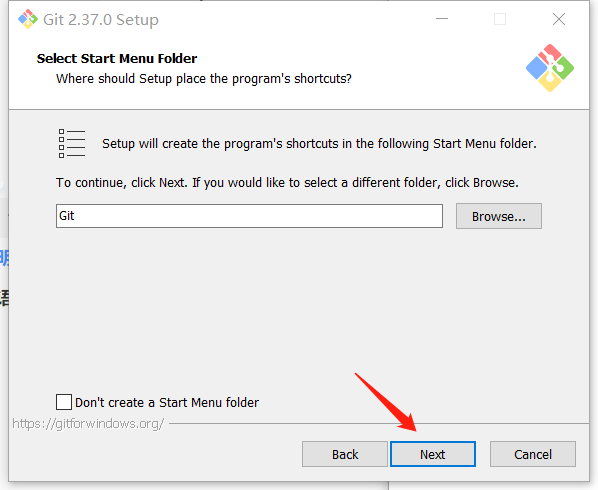 Git 2.37.0 Setup
Select Start Menu Folder
Where should Setup place the program's shortcuts?
Setup will create the program's shortcuts in the following Start Menu folder.
To continue, click Next. If you would like to select a different folder, click Browse.
Git
Browse...
Don't create a Start Menu folder
https://gitforwindows.org/
Back
Next
Cancel